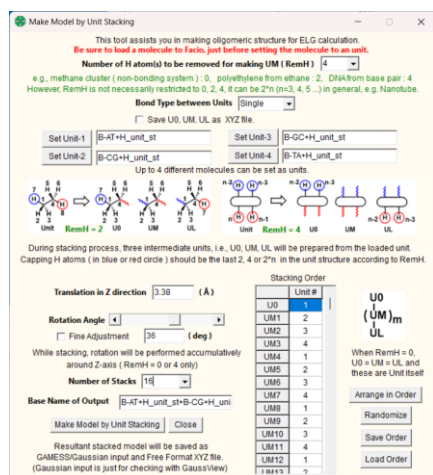 Make Model by Unit Stacking
This tool assists you in making oligomeric structure for ELG calculation.
Be sure to load a molecule to Facio, just before setting the molecule to an unit.
Number of H atom(s) to be removed for making UM ( RemH ) 4
e.g., methane cluster ( non-bonding system ) : 0, polyethylene from ethane : 2, DNA from base pair : 4
However, RemH is not necessarily restricted to 0, 2, 4, it can be 2*n (n=3, 4, 5 ...) in general, e.g. Nanotube.
Bond Type between Units Single
Save U0, UM, UL as XYZ file.
Set Unit-1 B-AT+H_unit_st Set Unit-3 B-GC+H_unit_st
Set Unit-2 B-CG+H_unit_st Set Unit-4 B-TA+H_unit_st
Up to 4 different molecules can be set as units.
Unit RemH = 2 U0 UM UL Unit RemH = 4 U0 UM UL
During stacking process, three intermediate units, i.e., U0, UM, UL will be prepared from the loaded unit.
Capping H atoms ( in blue or red circle ) should be the last 2, 4 or 2*n in the unit structure according to RemH.
Stacking Order
Translation in Z direction 3.38 ( Å )
Rotation Angle
Fine Adjustment 36 ( deg )
While stacking, rotation will be performed accumulatively
around Z-axis ( RemH = 0 or 4 only )
Number of Stacks 16
Base Name of Output B-AT+H_unit_st+B-CG+H_uni
Make Model by Unit Stacking Close
Resultant stacked model will be saved as
GAMESS/Gaussian input and Free Format XYZ file.
(Gaussian input is just for checking with GaussView)
Unit #
U0 1
UM1 2
UM2 3
UM3 4
UM4 1
UM5 2
UM6 3
UM7 4
UM8 1
UM9 2
UM10 3
UM11 4
UM12 1
UM13 2
U0
(UM)m
UL
When RemH = 0,
U0 = UM = UL and
these are Unit itself
Arrange in Order
Randomize
Save Order
Load Order